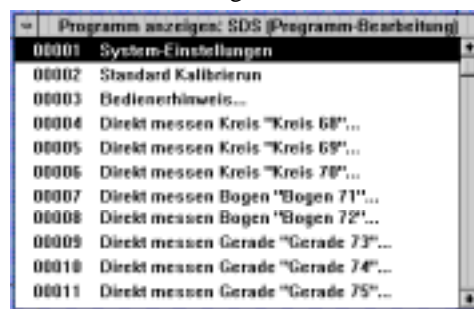 Programm anzeigen: SDS (Programm-Bearbeitung)
00001 System-Einstellungen
00002 Standard Kalibrierun
00003 Bedienerhinweis...
00004 Direkt messen Kreis "Kreis 68"...
00005 Direkt messen Kreis "Kreis 69"...
00006 Direkt messen Kreis "Kreis 70"...
00007 Direkt messen Bogen "Bogen 71"...
00008 Direkt messen Bogen "Bogen 72"...
00009 Direkt messen Gerade "Gerade 73"...
00010 Direkt messen Gerade "Gerade 74"...
00011 Direkt messen Gerade "Gerade 75"...